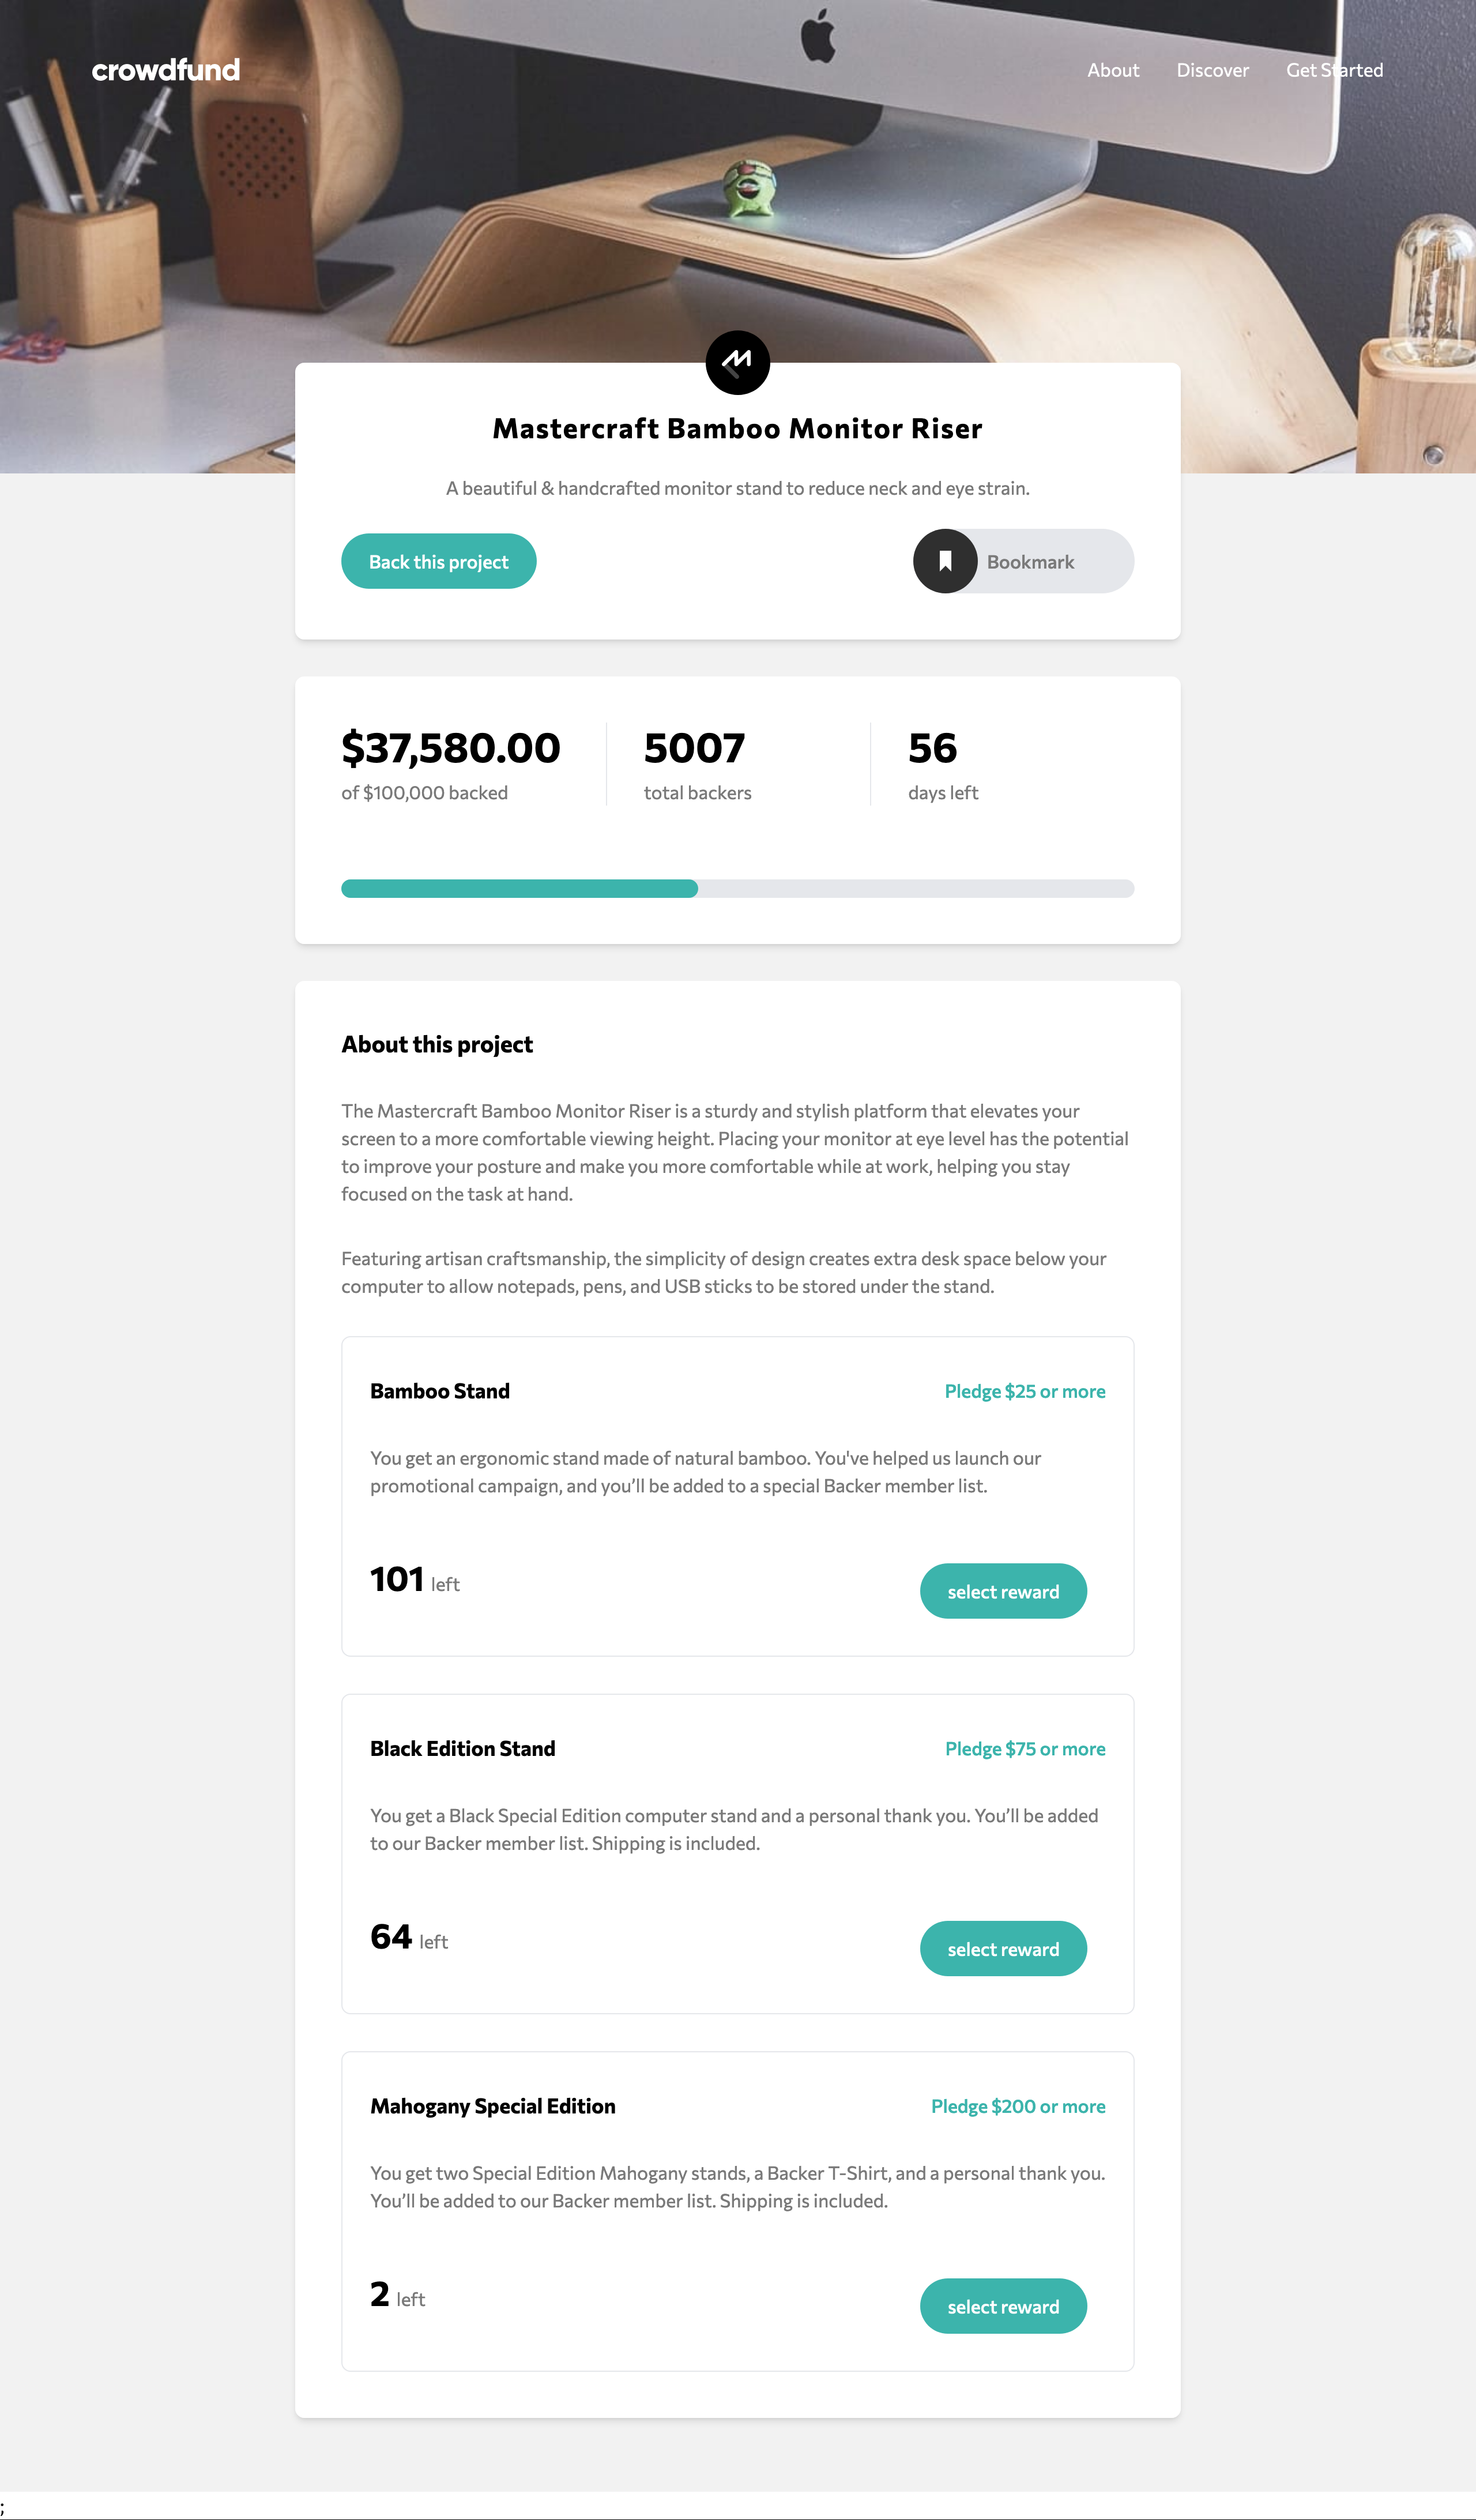 crowdfund
About Discover Get Started
Mastercraft Bamboo Monitor Riser
A beautiful & handcrafted monitor stand to reduce neck and eye strain.
Back this project
Bookmark
$37,580.00
of $100,000 backed
5007
total backers
56
days left
About this project
The Mastercraft Bamboo Monitor Riser is a sturdy and stylish platform that elevates your
screen to a more comfortable viewing height. Placing your monitor at eye level has the potential
to improve your posture and make you more comfortable while at work, helping you stay
focused on the task at hand.
Featuring artisan craftsmanship, the simplicity of design creates extra desk space below your
computer to allow notepads, pens, and USB sticks to be stored under the stand.
Bamboo Stand
Pledge $25 or more
You get an ergonomic stand made of natural bamboo. You've helped us launch our
promotional campaign, and you’ll be added to a special Backer member list.
101 left
select reward
Black Edition Stand
Pledge $75 or more
You get a Black Special Edition computer stand and a personal thank you. You’ll be added
to our Backer member list. Shipping is included.
64 left
select reward
Mahogany Special Edition
Pledge $200 or more
You get two Special Edition Mahogany stands, a Backer T-Shirt, and a personal thank you.
You’ll be added to our Backer member list. Shipping is included.
2 left
select reward
;